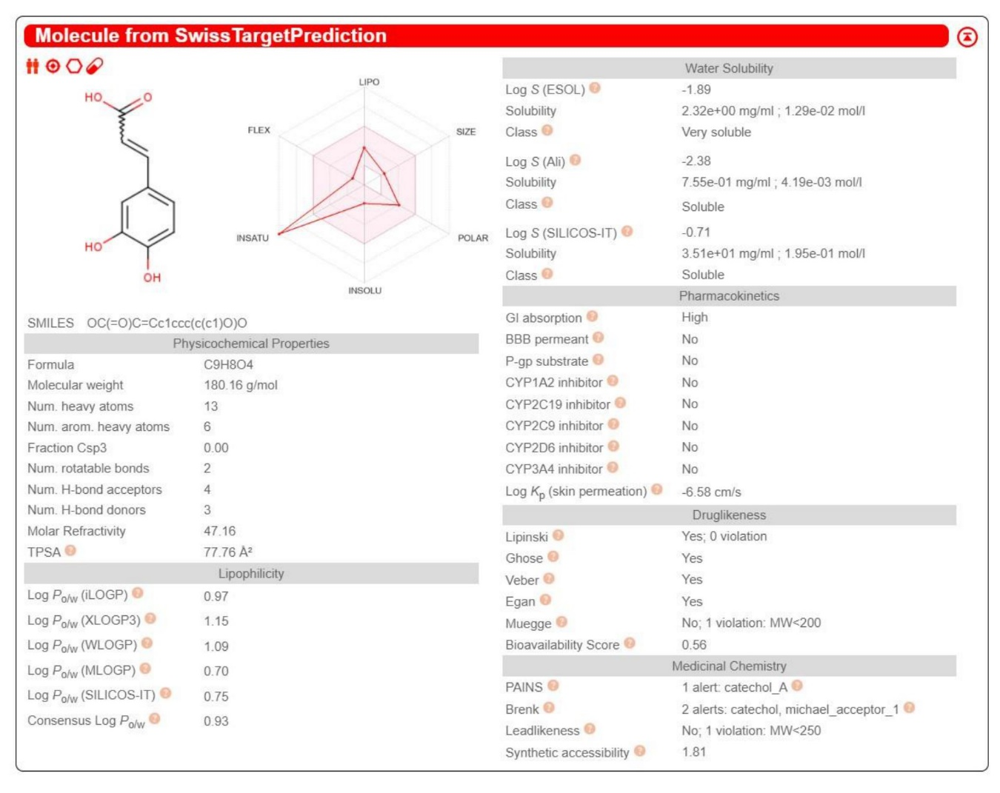 Molecule from SwissTargetPrediction
HO
O
HO
OH
LIPO
FLEX
SIZE
INSATU
POLAR
INSOLU
SMILES OC(=O)C=Cc1ccc(c(c1)O)O
Physicochemical Properties
Formula C9H8O4
Molecular weight 180.16 g/mol
Num. heavy atoms 13
Num. arom. heavy atoms 6
Fraction Csp3 0.00
Num. rotatable bonds 2
Num. H-bond acceptors 4
Num. H-bond donors 3
Molar Refractivity 47.16
TPSA ? 77.76 Å²
Lipophilicity
Log Po/w (iLOGP) ? 0.97
Log Po/w (XLOGP3) ? 1.15
Log Po/w (WLOGP) ? 1.09
Log Po/w (MLOGP) ? 0.70
Log Po/w (SILICOS-IT) ? 0.75
Consensus Log Po/w ? 0.93
Water Solubility
Log S (ESOL) ? -1.89
Solubility 2.32e+00 mg/ml ; 1.29e-02 mol/l
Class ? Very soluble
Log S (Ali) ? -2.38
Solubility 7.55e-01 mg/ml ; 4.19e-03 mol/l
Class ? Soluble
Log S (SILICOS-IT) ? -0.71
Solubility 3.51e+01 mg/ml ; 1.95e-01 mol/l
Class ? Soluble
Pharmacokinetics
GI absorption ? High
BBB permeant ? No
P-gp substrate ? No
CYP1A2 inhibitor ? No
CYP2C19 inhibitor ? No
CYP2C9 inhibitor ? No
CYP2D6 inhibitor ? No
CYP3A4 inhibitor ? No
Log Kp (skin permeation) ? -6.58 cm/s
Druglikeness
Lipinski ? Yes; 0 violation
Ghose ? Yes
Veber ? Yes
Egan ? Yes
Muegge ? No; 1 violation: MW<200
Bioavailability Score ? 0.56
Medicinal Chemistry
PAINS ? 1 alert: catechol_A ?
Brenk ? 2 alerts: catechol, michael_acceptor_1 ?
Leadlikeness ? No; 1 violation: MW<250
Synthetic accessibility ? 1.81